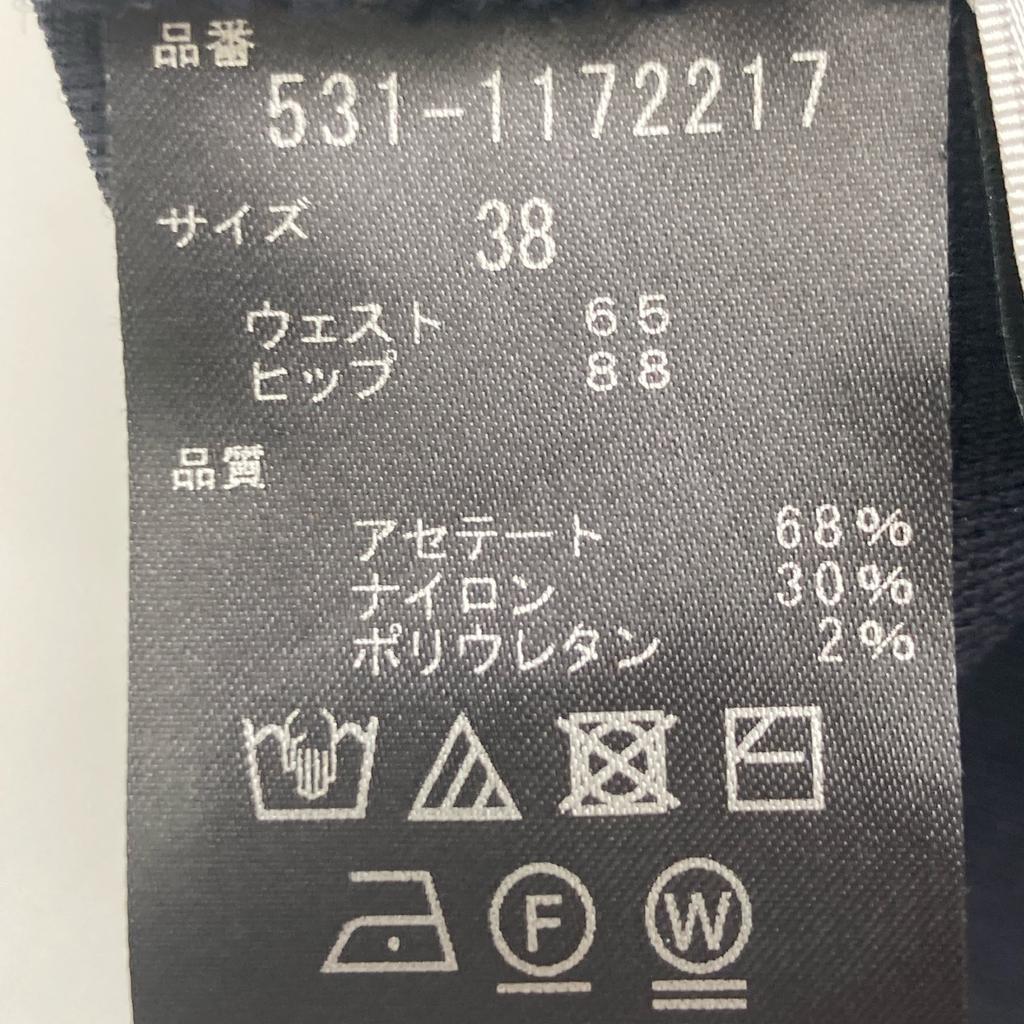 品番
531-1172217
サイズ 38
ウェスト 65
ヒップ 88
品質
アセテート 68%
ナイロン 30%
ポリウレタン 2%
F W